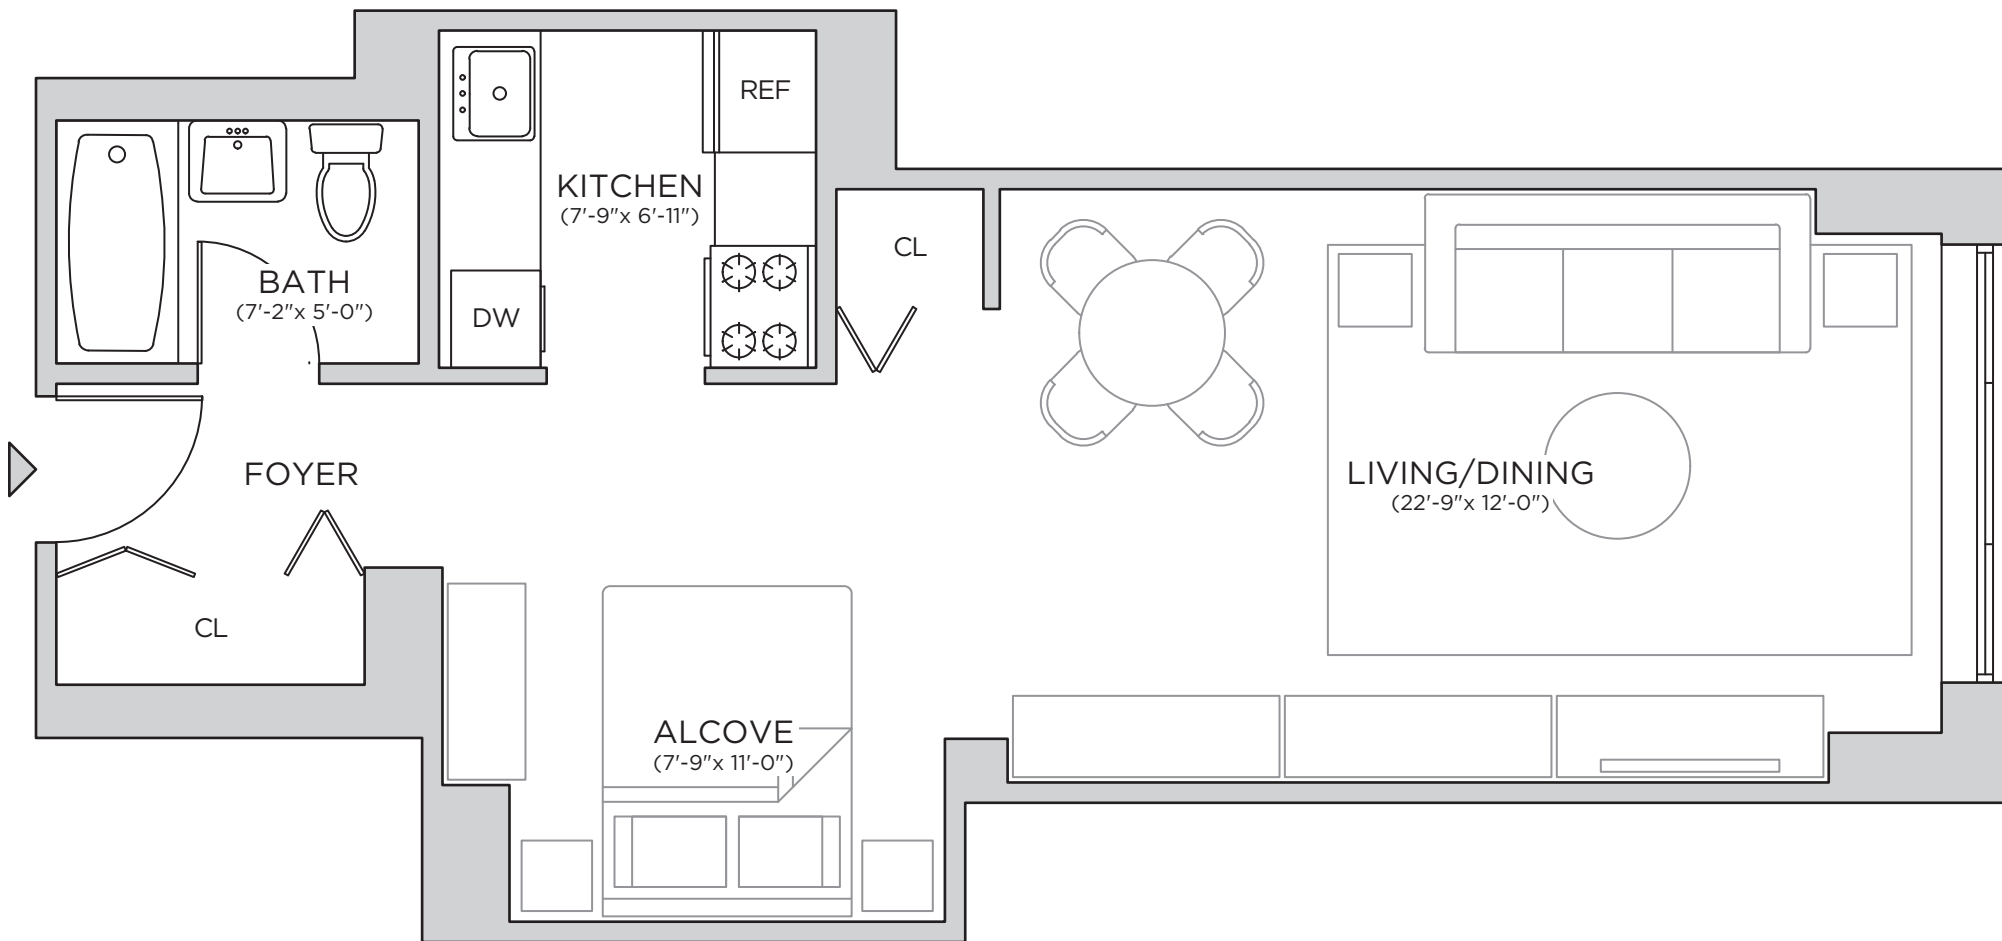 REF
KITCHEN
(7'-9"x 6'-11")
CL
BATH
(7'-2"x 5'-0")
DW
FOYER
LIVING/DINING
(22'-9"x 12'-0")
CL
ALCOVE
(7'-9"x 11'-0")